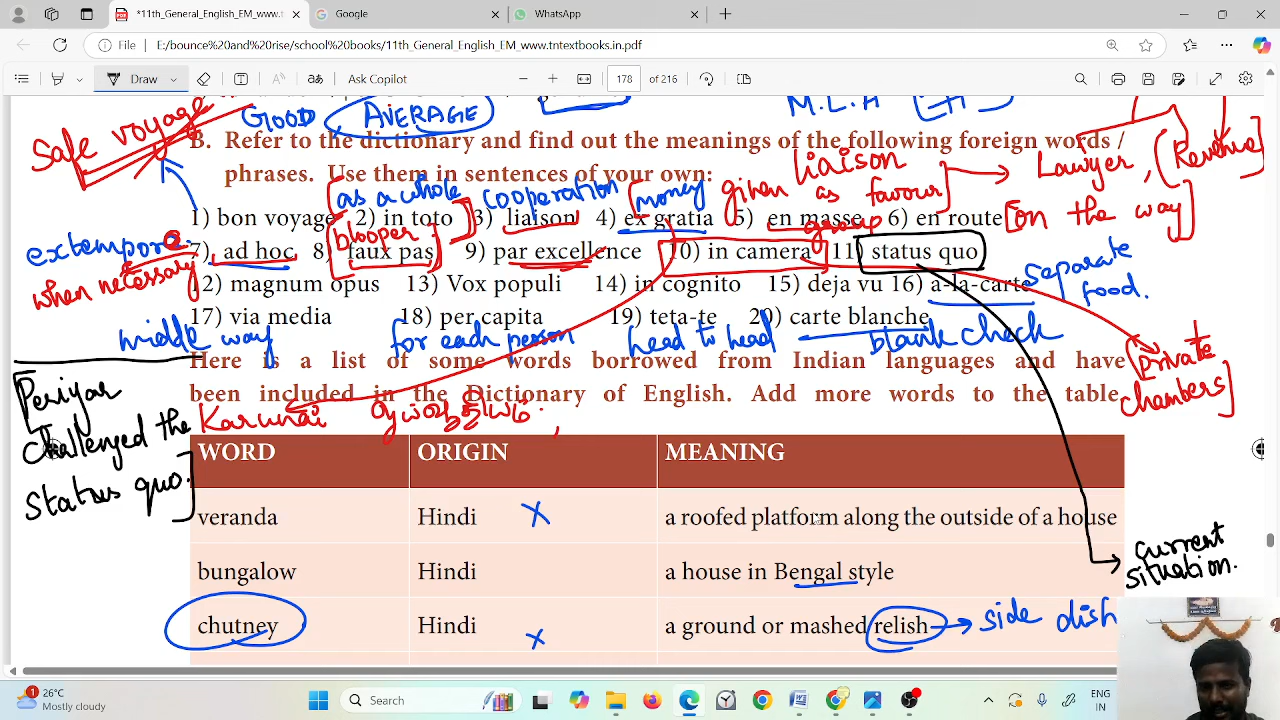 *11th_General_English_EM_www.t
Google
WhatsApp
File
E:/bounce%20and%20rise/school%20books/11th_General_English_EM_www.tntextbooks.in.pdf
Draw
Ask Copilot
178 of 216
Safe voyage
GOOD
AVERAGE
M.L.A
B. Refer to the dictionary and find out the meanings of the following foreign words /
phrases. Use them in sentences of your own:
liaison
Lawyer, (Revenue
as a whole
cooperation
money
given as favour
1) bon voyage 2) in toto 3) liaison 4) ex gratia 5) en masse 6) en route
[on the way]
blooper
group
extempore
7) ad hoc 8) faux pas 9) par excellence 10) in camera 11) status quo
when necessary
separate food.
12) magnum opus 13) Vox populi 14) in cognito 15) deja vu 16) a-la-carte
17) via media 18) per capita 19) teta-te 20) carte blanche
middle way
for each person
head to head
blank check
private chambers
Here is a list of some words borrowed from Indian languages and have
been included in the Dictionary of English. Add more words to the table.
Karunai
Periyar
challenged the
status quo.
WORD ORIGIN MEANING
veranda Hindi X a roofed platform along the outside of a house
bungalow Hindi a house in Bengal style
current
situation.
chutney Hindi x a ground or mashed relish
side dish
26°C
Mostly cloudy
Search
ENG
IN